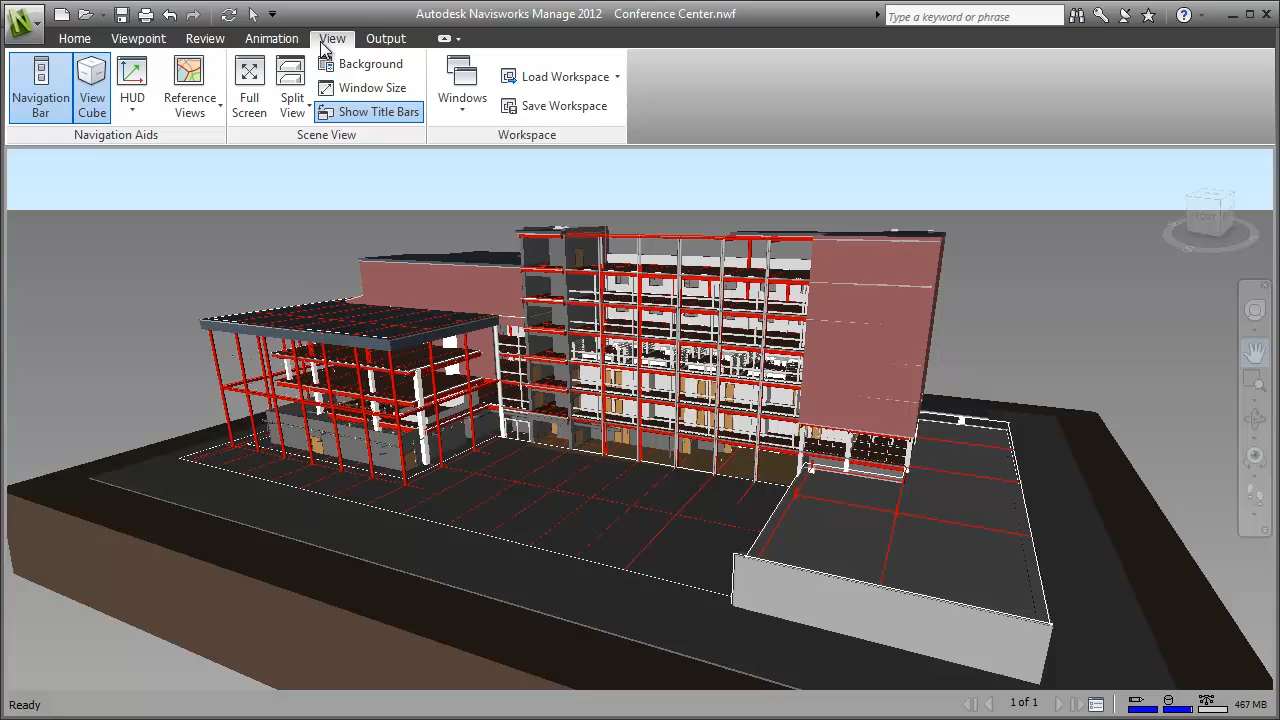 Autodesk Navisworks Manage 2012 Conference Center.nwf
Type a keyword or phrase
Home Viewpoint Review Animation View Output
Navigation Bar
View Cube
HUD
Reference Views
Full Screen
Split View
Background
Window Size
Show Title Bars
Windows
Load Workspace
Save Workspace
Navigation Aids
Scene View
Workspace
Ready
1 of 1
467 MB